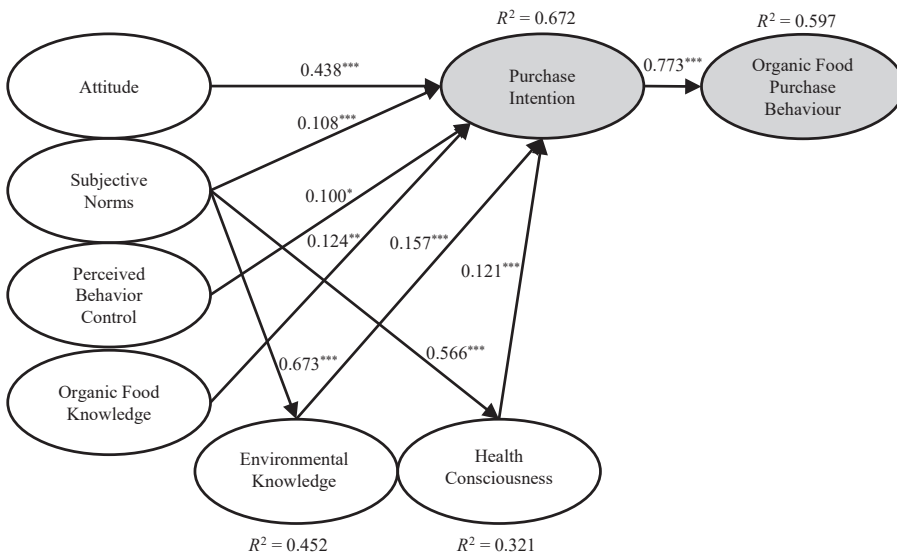 R² = 0.672
R² = 0.597
Attitude
0.438***
Purchase
Intention
0.773***
Organic Food
Purchase
Behaviour
0.108***
Subjective
Norms
0.100*
0.124**
0.157***
0.121***
Perceived
Behavior
Control
0.673***
0.566***
Organic Food
Knowledge
Environmental
Knowledge
Health
Consciousness
R² = 0.452
R² = 0.321